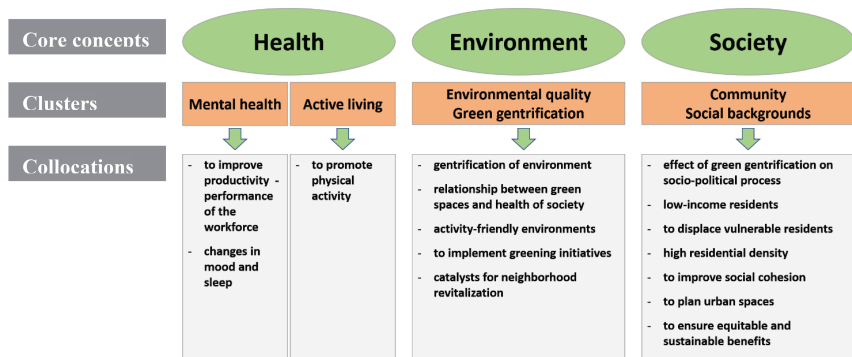 Core concepts
Health
Environment
Society
Clusters
Mental health
Active living
Environmental quality
Green gentrification
Community
Social backgrounds
Collocations
- to improve
productivity -
performance
of the
workforce
- changes in
mood and
sleep
- to promote
physical
activity
- gentrification of environment
- relationship between green
spaces and health of society
- activity-friendly environments
- to implement greening initiatives
- catalysts for neighborhood
revitalization
- effect of green gentrification on
socio-political process
- low-income residents
- to displace vulnerable residents
- high residential density
- to improve social cohesion
- to plan urban spaces
- to ensure equitable and
sustainable benefits